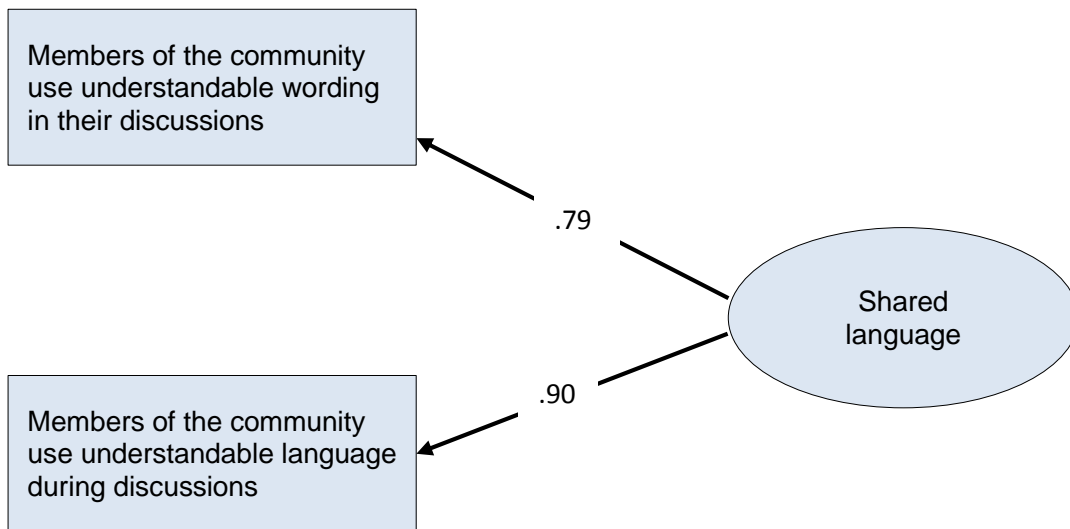 Members of the community
use understandable wording
in their discussions
.79
Shared
language
.90
Members of the community
use understandable language
during discussions